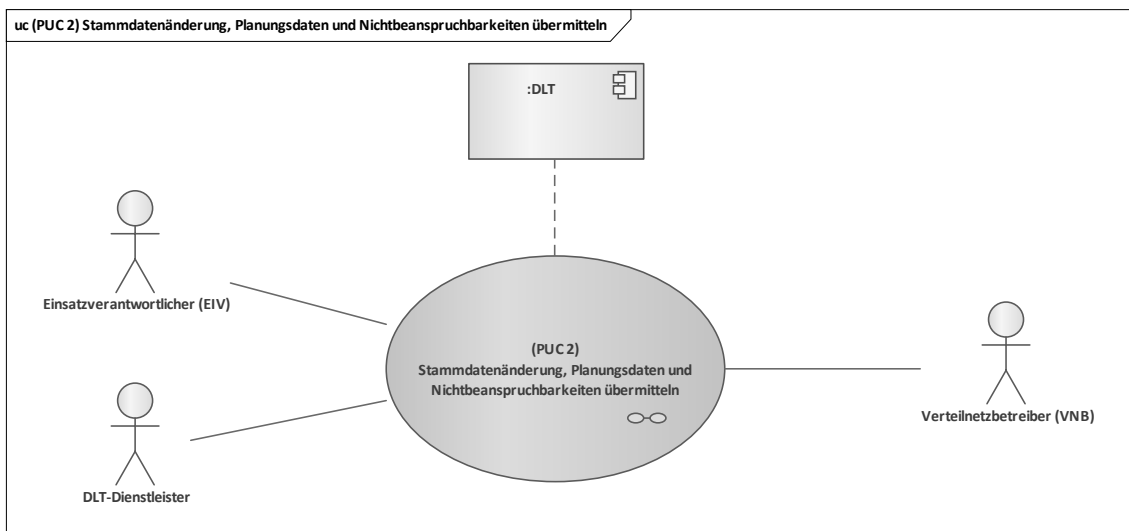 uc (PUC 2) Stammdatenänderung, Planungsdaten und Nichtbeanspruchbarkeiten übermitteln
:DLT
Einsatzverantwortlicher (EIV)
(PUC 2)
Stammdatenänderung, Planungsdaten und
Nichtbeanspruchbarkeiten übermitteln
Verteilnetzbetreiber (VNB)
DLT-Dienstleister